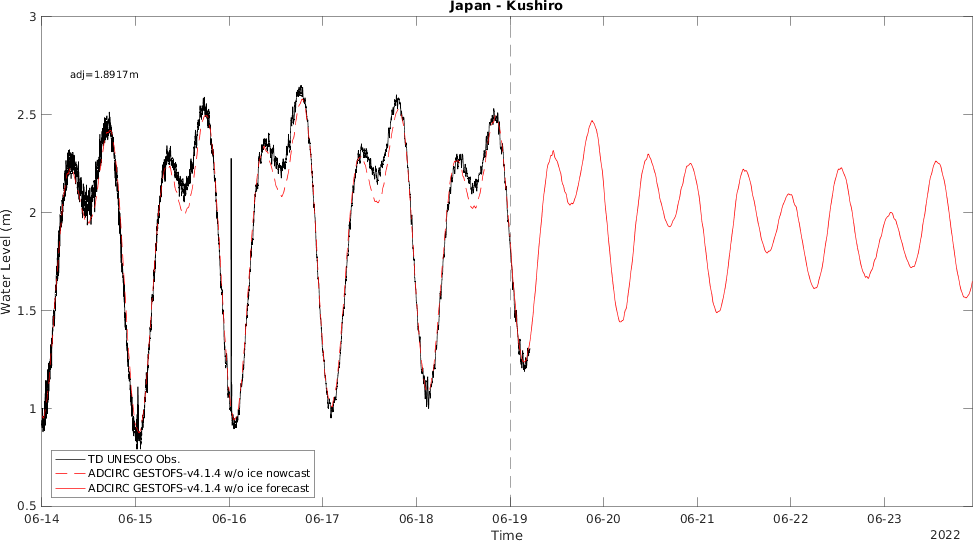 Japan - Kushiro
3
adj=1.8917m
2.5
2
Water Level (m)
1.5
1
TD UNESCO Obs.
ADCIRC GESTOFS-v4.1.4 w/o ice nowcast
ADCIRC GESTOFS-v4.1.4 w/o ice forecast
0.5
06-14 06-15 06-16 06-17 06-18 06-19 06-20 06-21 06-22 06-23
Time
2022